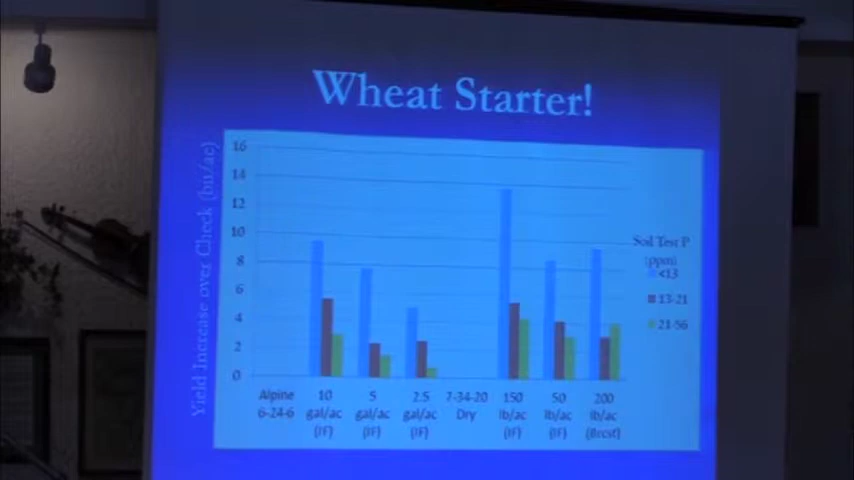 Wheat Starter!
Yield Increase over Check (bu/ac)
16
14
12
10
8
6
4
2
0
Alpine 10 5 2.5 7-34-20 150 50 200
6-24-6 gal/ac gal/ac gal/ac Dry lb/ac lb/ac lb/ac
(IF) (IF) (IF) (IF) (IF) (Brcst)
Soil Test P
(ppm)
<13
13-21
21-56